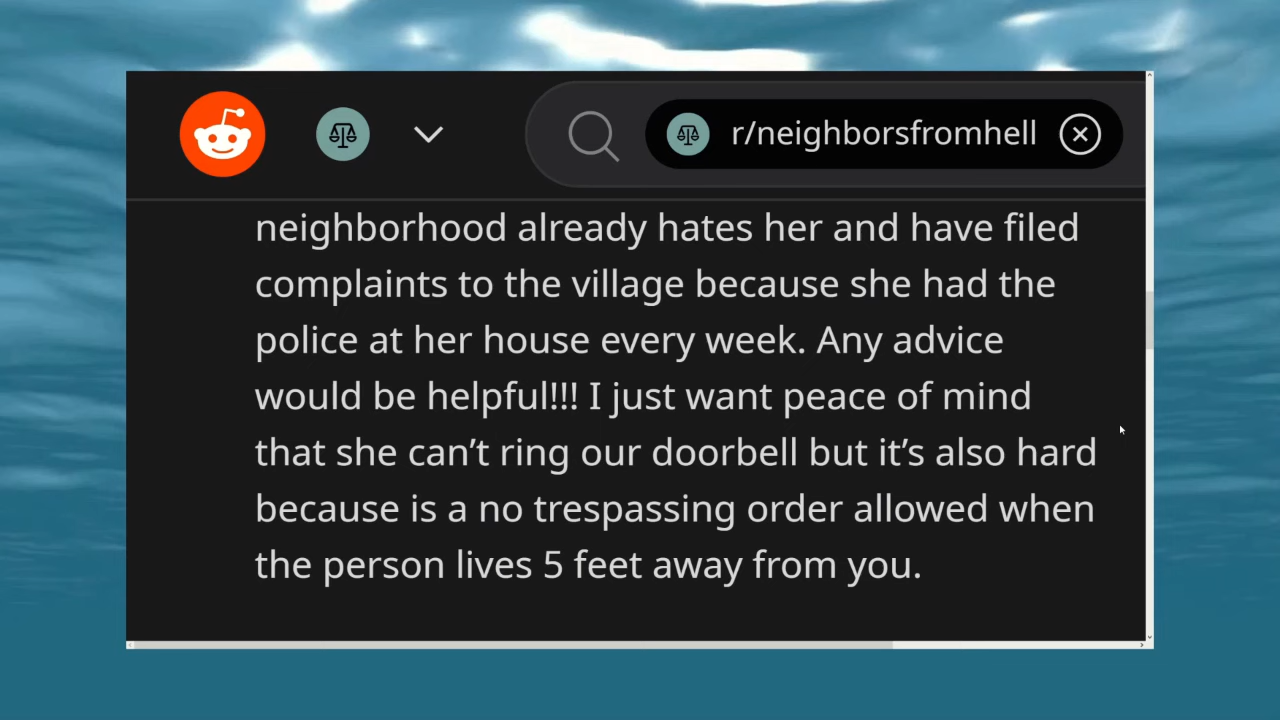 r/neighborsfromhell
neighborhood already hates her and have filed
complaints to the village because she had the
police at her house every week. Any advice
would be helpful!!! I just want peace of mind
that she can’t ring our doorbell but it’s also hard
because is a no trespassing order allowed when
the person lives 5 feet away from you.